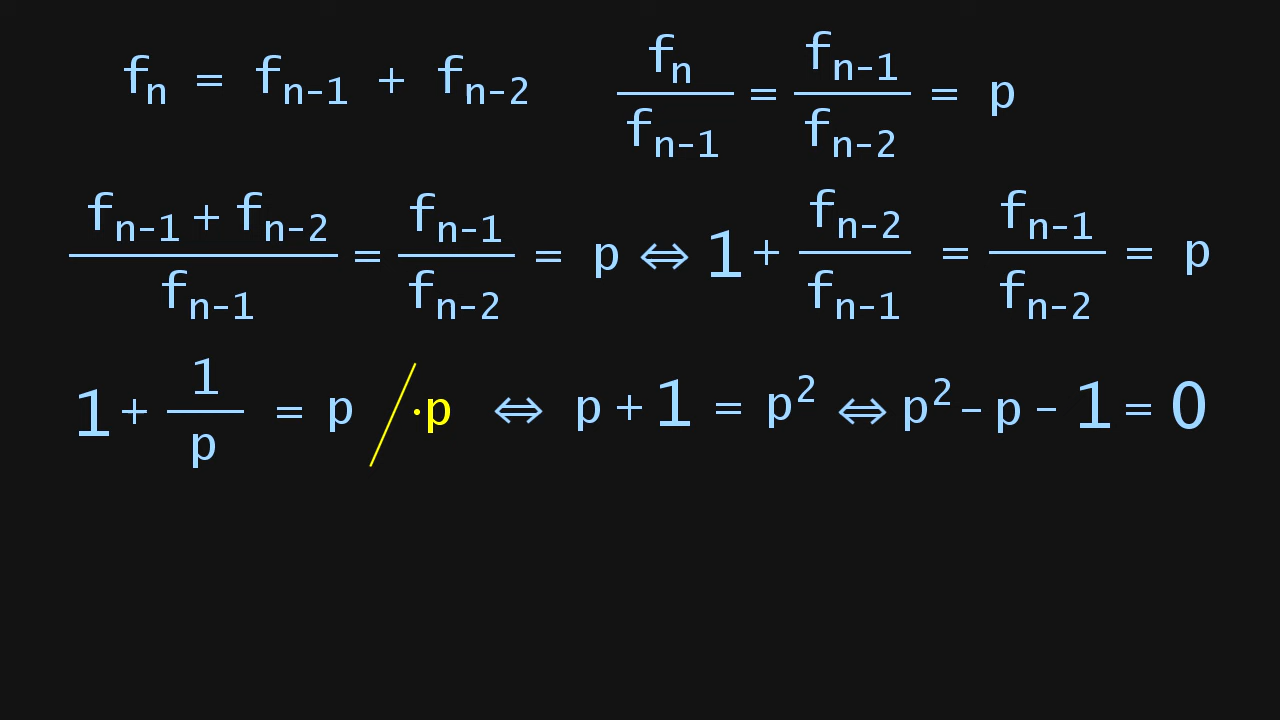 fₙ = fₙ₋₁ + fₙ₋₂    fₙ/fₙ₋₁ = fₙ₋₁/fₙ₋₂ = p
(fₙ₋₁ + fₙ₋₂)/fₙ₋₁ = fₙ₋₁/fₙ₋₂ = p ⇔ 1 + fₙ₋₂/fₙ₋₁ = fₙ₋₁/fₙ₋₂ = p
1 + 1/p = p / ·p ⇔ p + 1 = p² ⇔ p² − p − 1 = 0